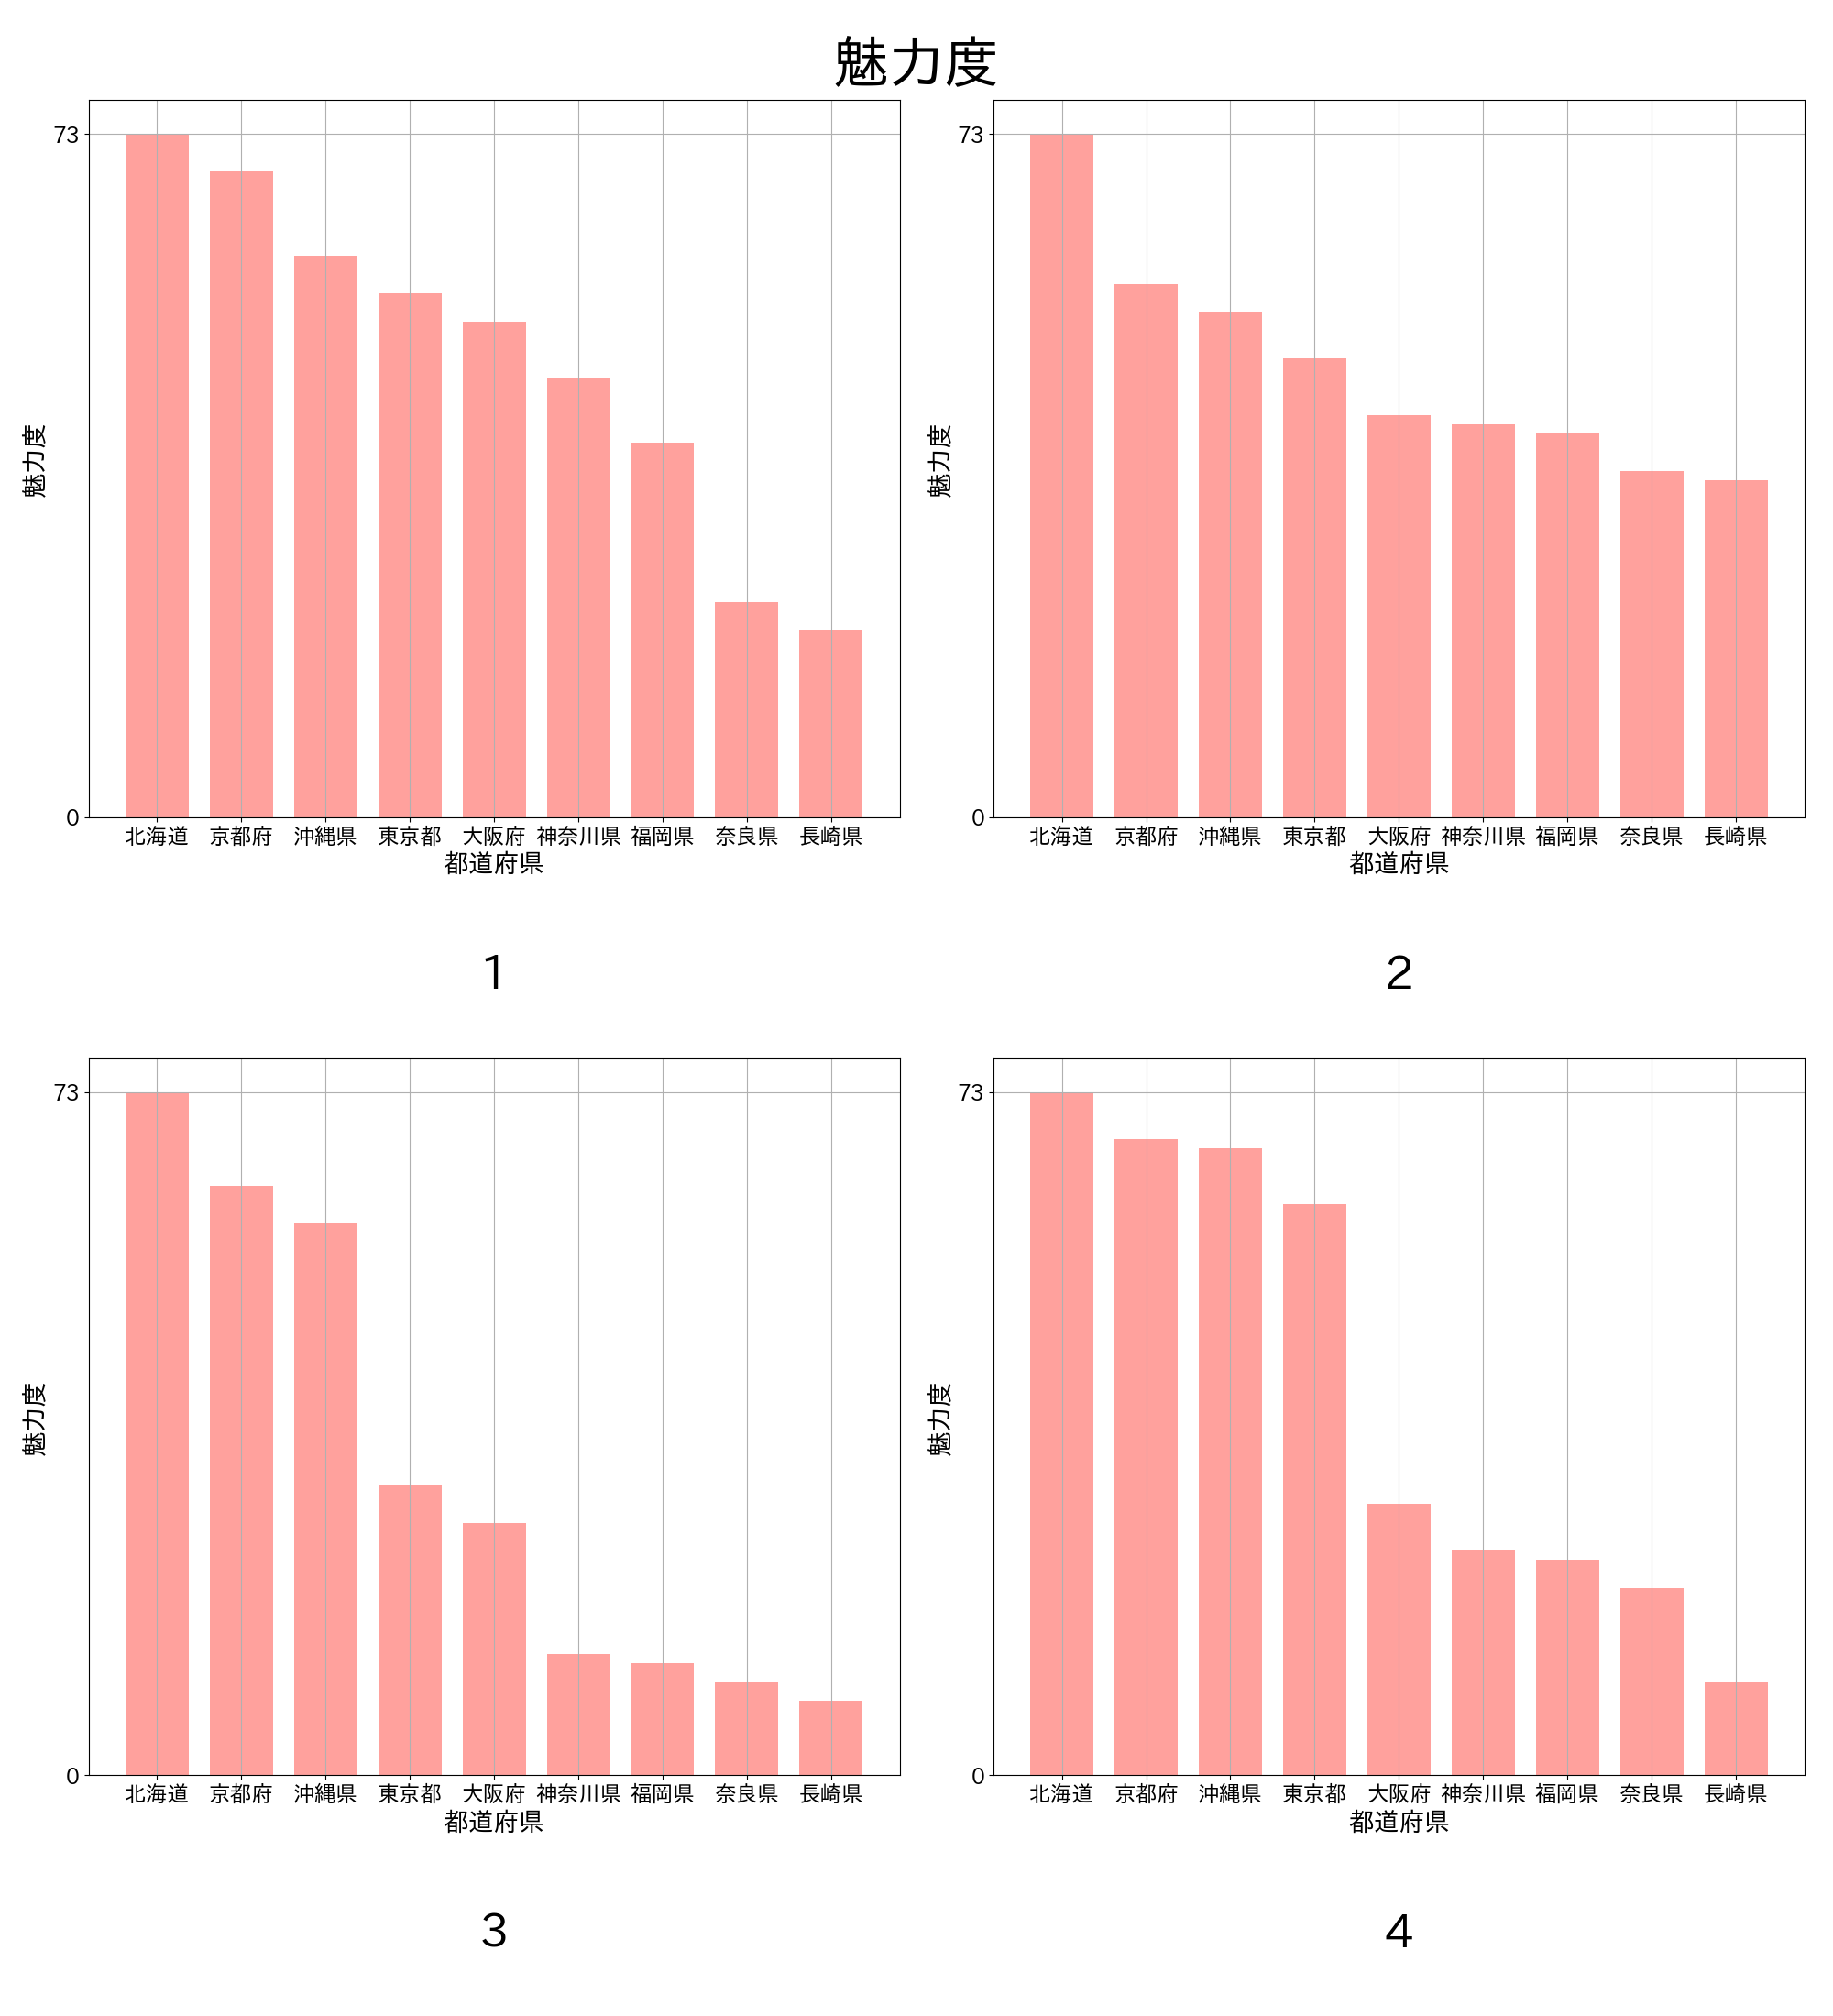 魅力度
73
0
魅力度
北海道 京都府 沖縄県 東京都 大阪府 神奈川県 福岡県 奈良県 長崎県
都道府県
1
73
0
魅力度
北海道 京都府 沖縄県 東京都 大阪府 神奈川県 福岡県 奈良県 長崎県
都道府県
2
73
0
魅力度
北海道 京都府 沖縄県 東京都 大阪府 神奈川県 福岡県 奈良県 長崎県
都道府県
3
73
0
魅力度
北海道 京都府 沖縄県 東京都 大阪府 神奈川県 福岡県 奈良県 長崎県
都道府県
4